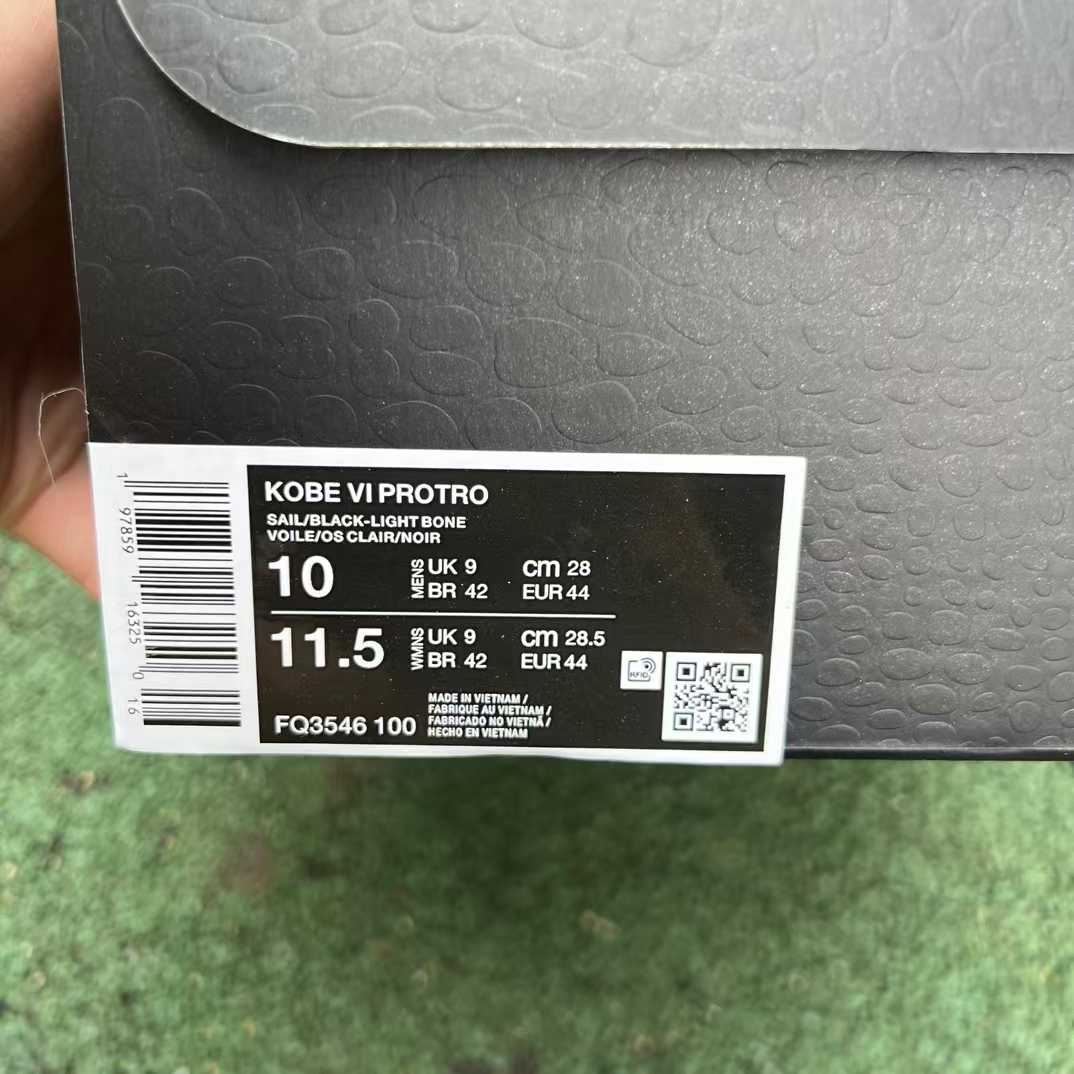 1 97859 16325 0 16
KOBE VI PROTRO
SAIL/BLACK-LIGHT BONE
VOILE/OS CLAIR/NOIR
10 MENS UK 9 cm 28
BR 42 EUR 44
11.5 WMNS UK 9 cm 28.5
BR 42 EUR 44
RFID
MADE IN VIETNAM /
FABRIQUE AU VIETNAM /
FABRICADO NO VIETNÃ /
HECHO EN VIETNAM
FQ3546 100